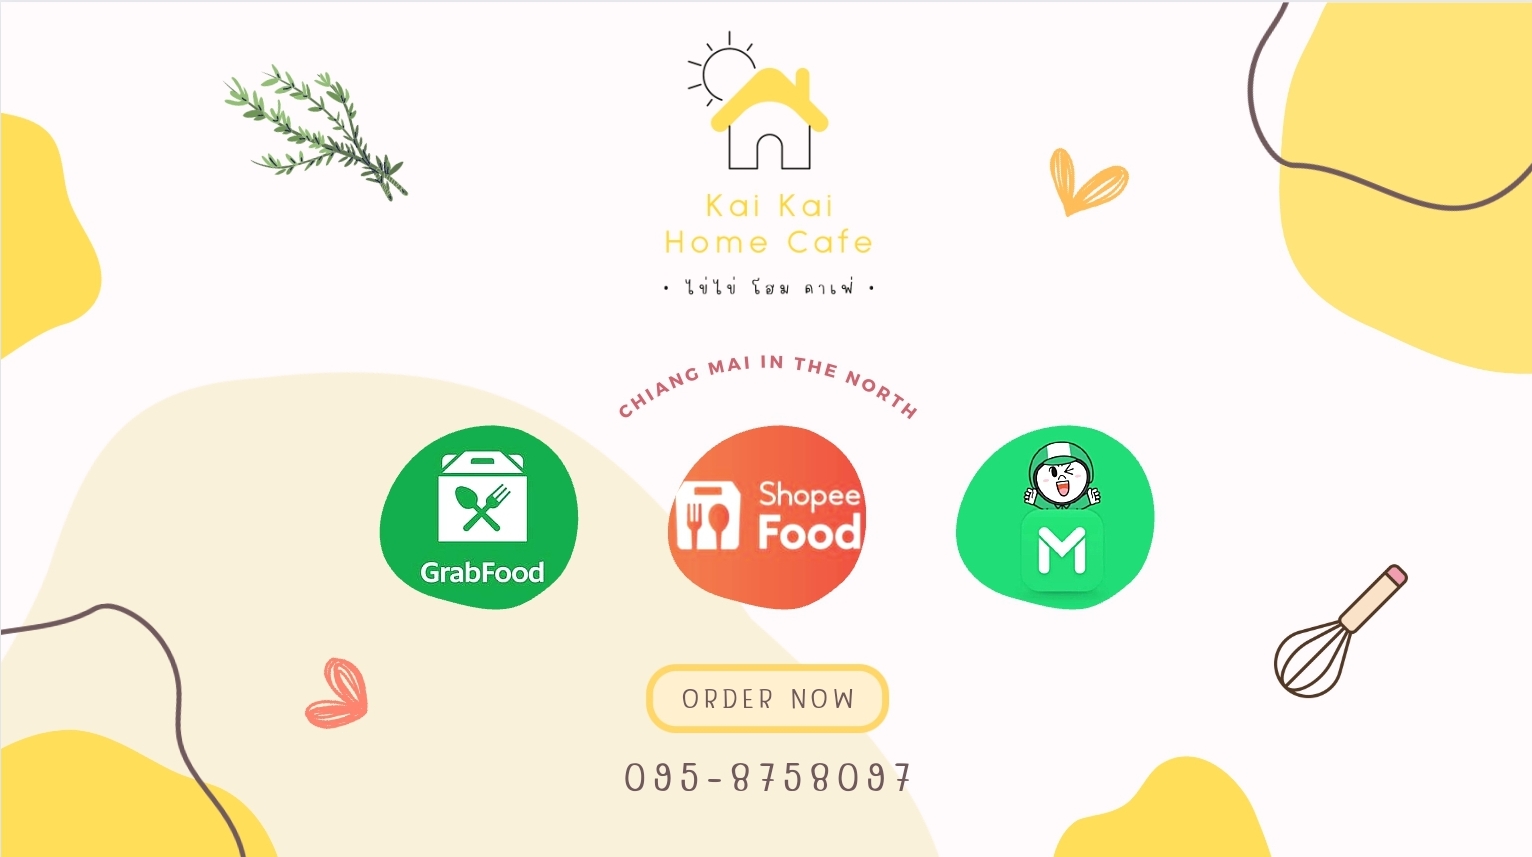 Kai Kai
Home Cafe
• ไข่ไข่ โฮม คาเฟ่ •
CHIANG MAI IN THE NORTH
GrabFood
Shopee
Food
M
ORDER NOW
095-8758097